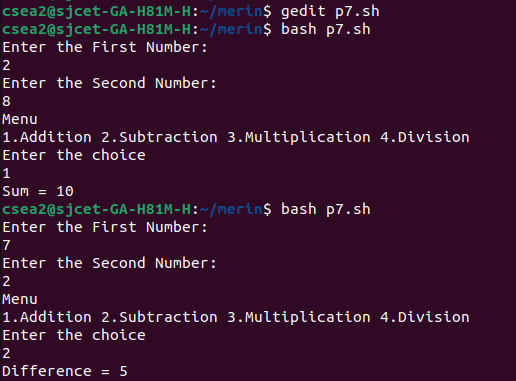 csea2@sjcet-GA-H81M-H:~/merin$ gedit p7.sh
csea2@sjcet-GA-H81M-H:~/merin$ bash p7.sh
Enter the First Number:
2
Enter the Second Number:
8
Menu
1.Addition 2.Subtraction 3.Multiplication 4.Division
Enter the choice
1
Sum = 10
csea2@sjcet-GA-H81M-H:~/merin$ bash p7.sh
Enter the First Number:
7
Enter the Second Number:
2
Menu
1.Addition 2.Subtraction 3.Multiplication 4.Division
Enter the choice
2
Difference = 5